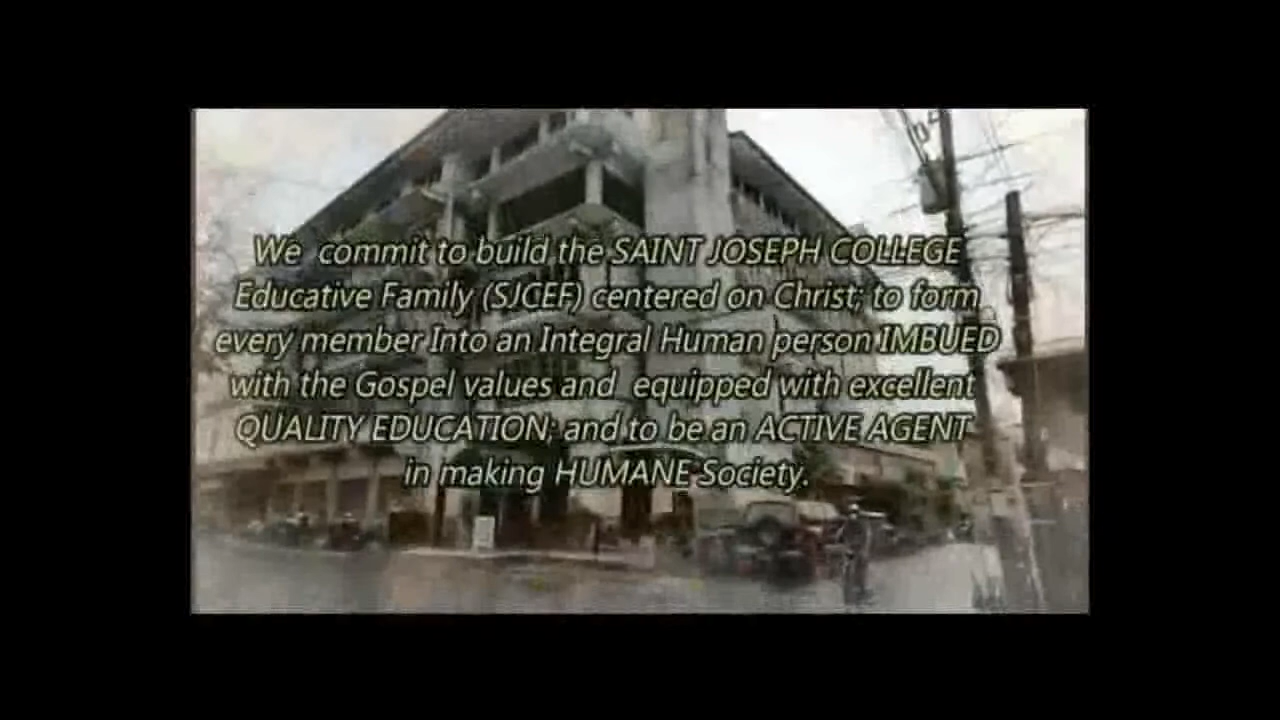 We commit to build the SAINT JOSEPH COLLEGE
Educative Family (SJCEF) centered on Christ; to form
every member Into an Integral Human person IMBUED
with the Gospel values and equipped with excellent
QUALITY EDUCATION; and to be an ACTIVE AGENT
in making HUMANE Society.